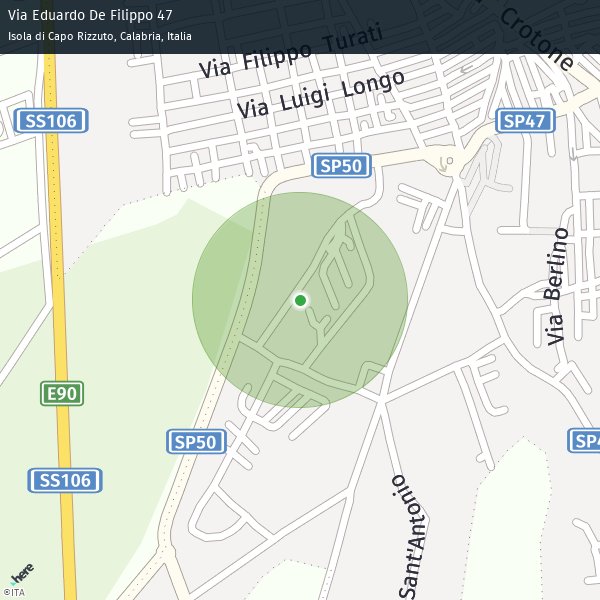 Via Eduardo De Filippo 47
Isola di Capo Rizzuto, Calabria, Italia
Crotone
Via Filippo Turati
Via Luigi Longo
SS106
SP47
SP50
Via Berlino
E90
SP50
SP4
SS106
Sant'Antonio
here
©ITA